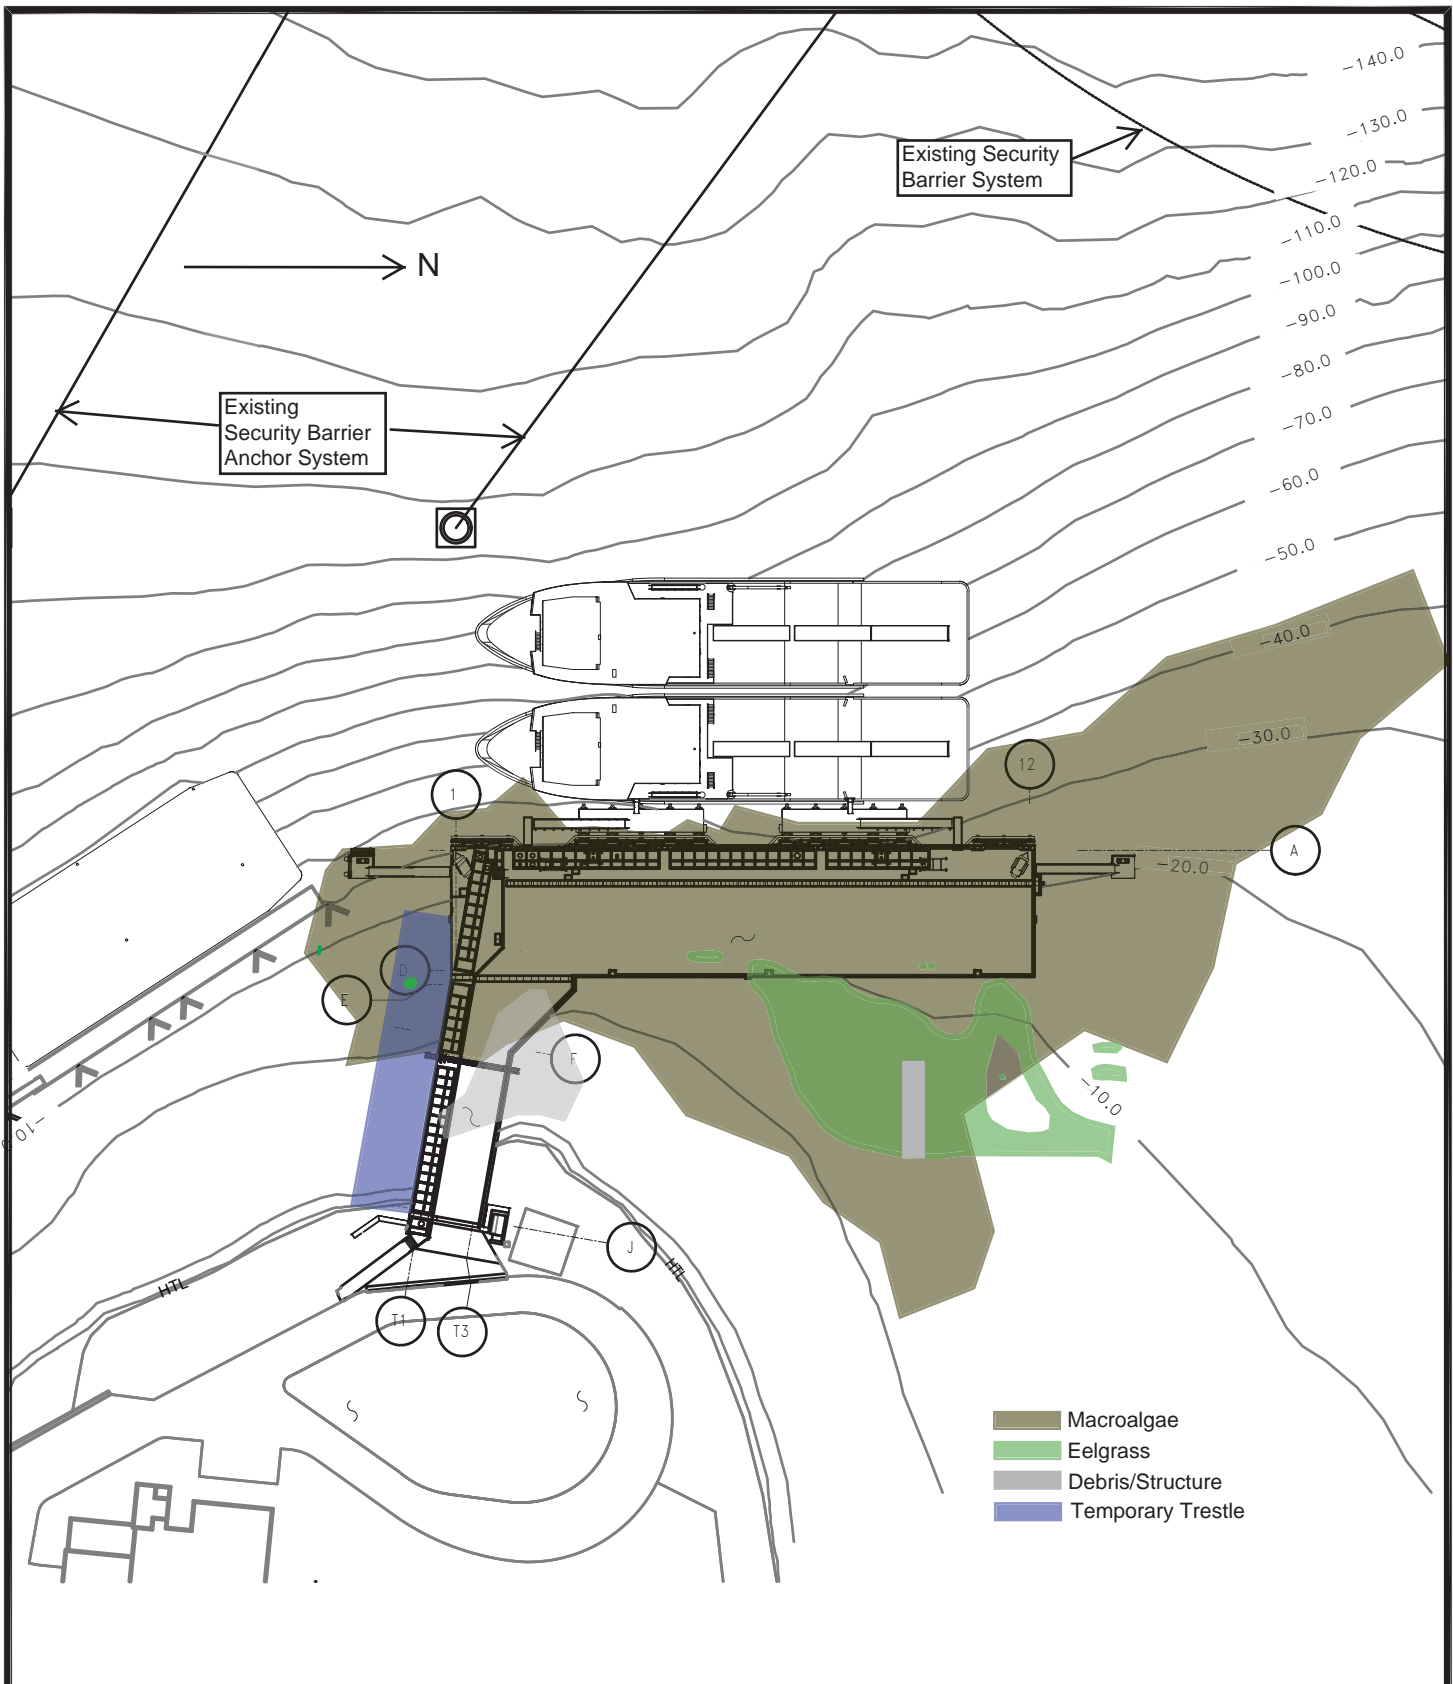 -140.0
-130.0
Existing Security
Barrier System
-120.0
-110.0
N
-100.0
-90.0
-80.0
Existing
Security Barrier
Anchor System
-70.0
-60.0
-50.0
-40.0
-30.0
12
1
A
-20.0
D
E
F
-10.0
-10.0
J
HTL
HTL
T1
T3
Macroalgae
Eelgrass
Debris/Structure
Temporary Trestle